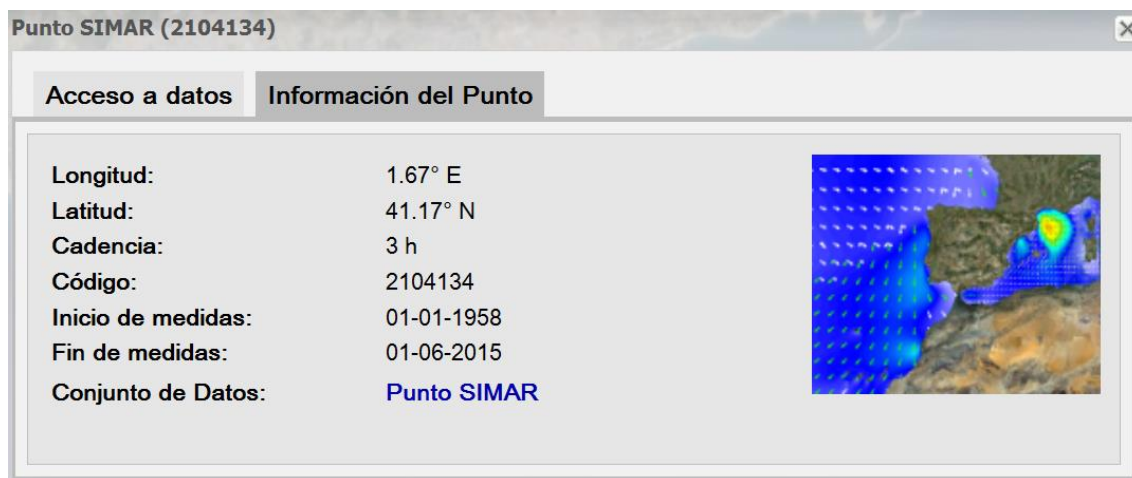 Punto SIMAR (2104134)
Acceso a datos Información del Punto
Longitud: 1.67° E
Latitud: 41.17° N
Cadencia: 3 h
Código: 2104134
Inicio de medidas: 01-01-1958
Fin de medidas: 01-06-2015
Conjunto de Datos: Punto SIMAR